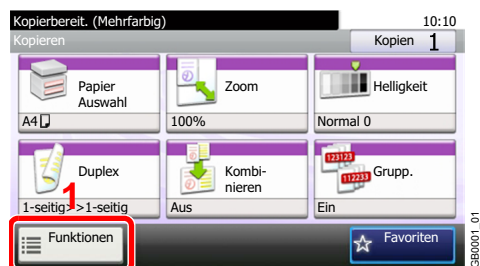 Kopierbereit. (Mehrfarbig)
10:10
Kopieren
Kopien 1
Papier
Auswahl
A4
Zoom
100%
Helligkeit
Normal 0
Duplex
1-seitig>>1-seitig
Kombi-
nieren
Aus
123123
112233
Grupp.
Ein
1
Funktionen
Favoriten
GB0001_01